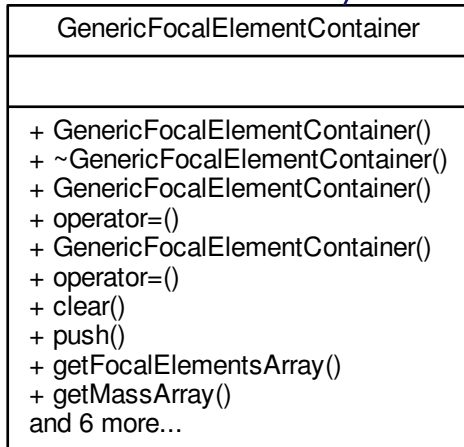 GenericFocalElementContainer
+ GenericFocalElementContainer()
+ ~GenericFocalElementContainer()
+ GenericFocalElementContainer()
+ operator=()
+ GenericFocalElementContainer()
+ operator=()
+ clear()
+ push()
+ getFocalElementsArray()
+ getMassArray()
and 6 more...